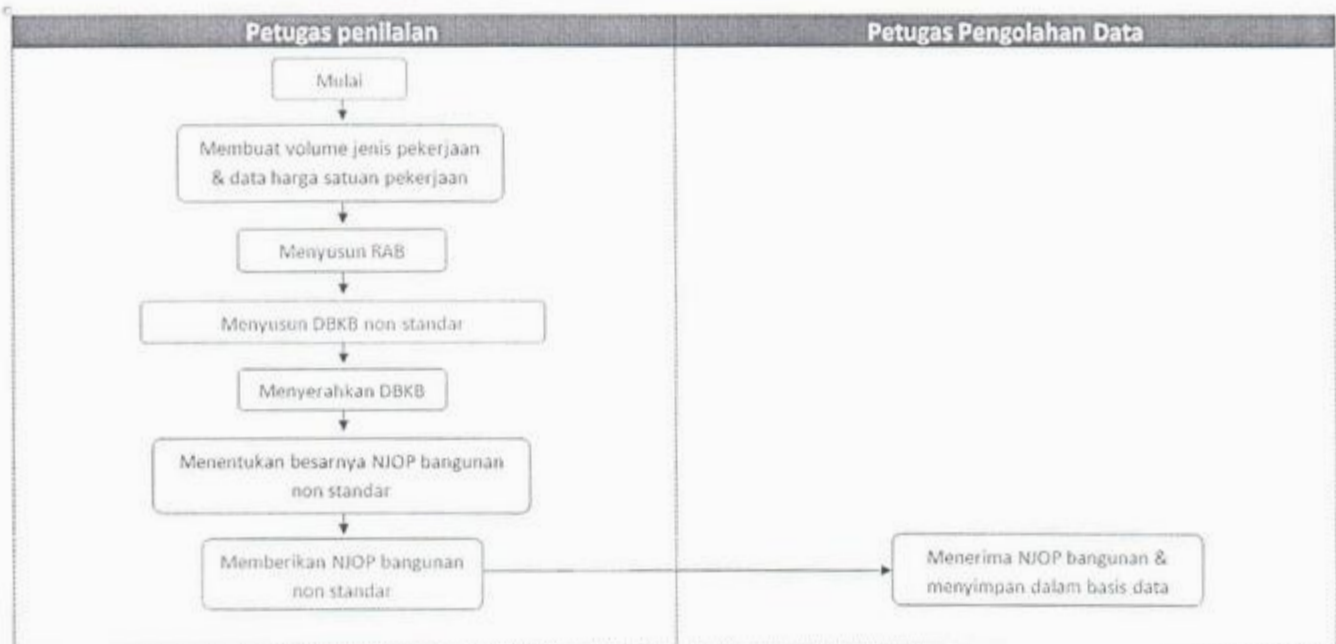 Petugas penilaian
Petugas Pengolahan Data
Mulai
Membuat volume jenis pekerjaan
& data harga satuan pekerjaan
Menyusun RAB
Menyusun DBKB non standar
Menyerahkan DBKB
Menentukan besarnya NJOP bangunan
non standar
Memberikan NJOP bangunan
non standar
Menerima NJOP bangunan &
menyimpan dalam basis data